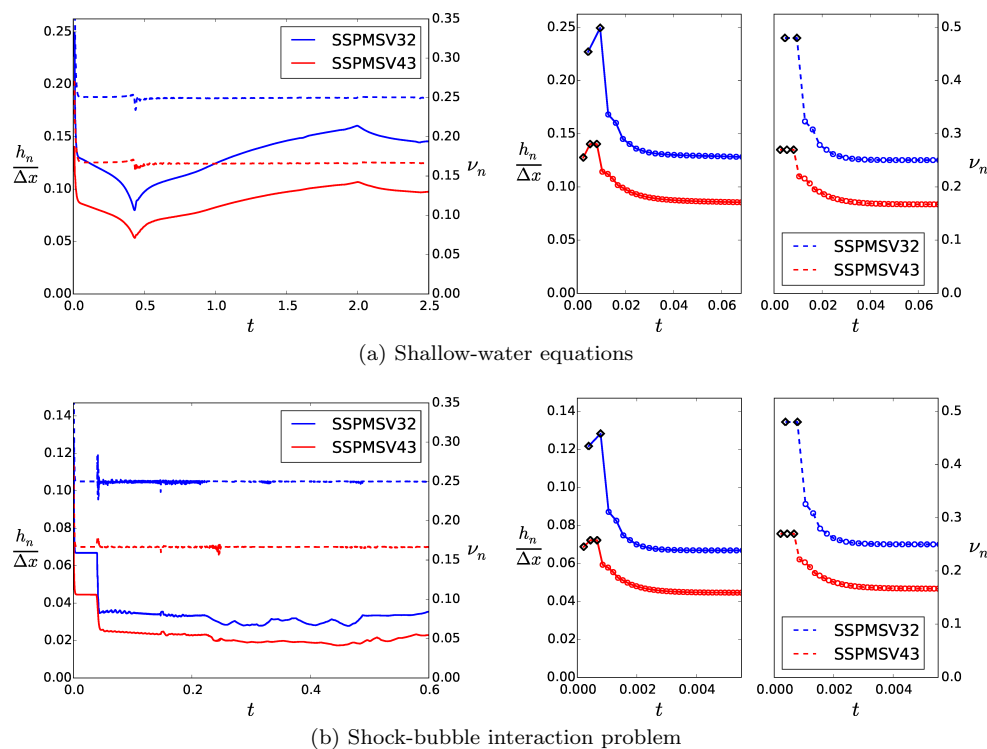 0.25
0.20
0.15
0.10
0.05
0.00
h_n
Δx
0.0 0.5 1.0 1.5 2.0 2.5
t
0.35
0.30
0.25
0.20
0.15
0.10
0.05
0.00
ν_n
SSPMSV32
SSPMSV43
0.25
0.20
0.15
0.10
0.05
0.00
h_n
Δx
0.00 0.02 0.04 0.06
t
0.00 0.02 0.04 0.06
t
0.5
0.4
0.3
0.2
0.1
0.0
ν_n
SSPMSV32
SSPMSV43
(a) Shallow-water equations
0.14
0.12
0.10
0.08
0.06
0.04
0.02
0.00
h_n
Δx
0.0 0.2 0.4 0.6
t
0.35
0.30
0.25
0.20
0.15
0.10
0.05
0.00
ν_n
SSPMSV32
SSPMSV43
0.14
0.12
0.10
0.08
0.06
0.04
0.02
0.00
h_n
Δx
0.000 0.002 0.004
t
0.000 0.002 0.004
t
0.5
0.4
0.3
0.2
0.1
0.0
ν_n
SSPMSV32
SSPMSV43
(b) Shock-bubble interaction problem